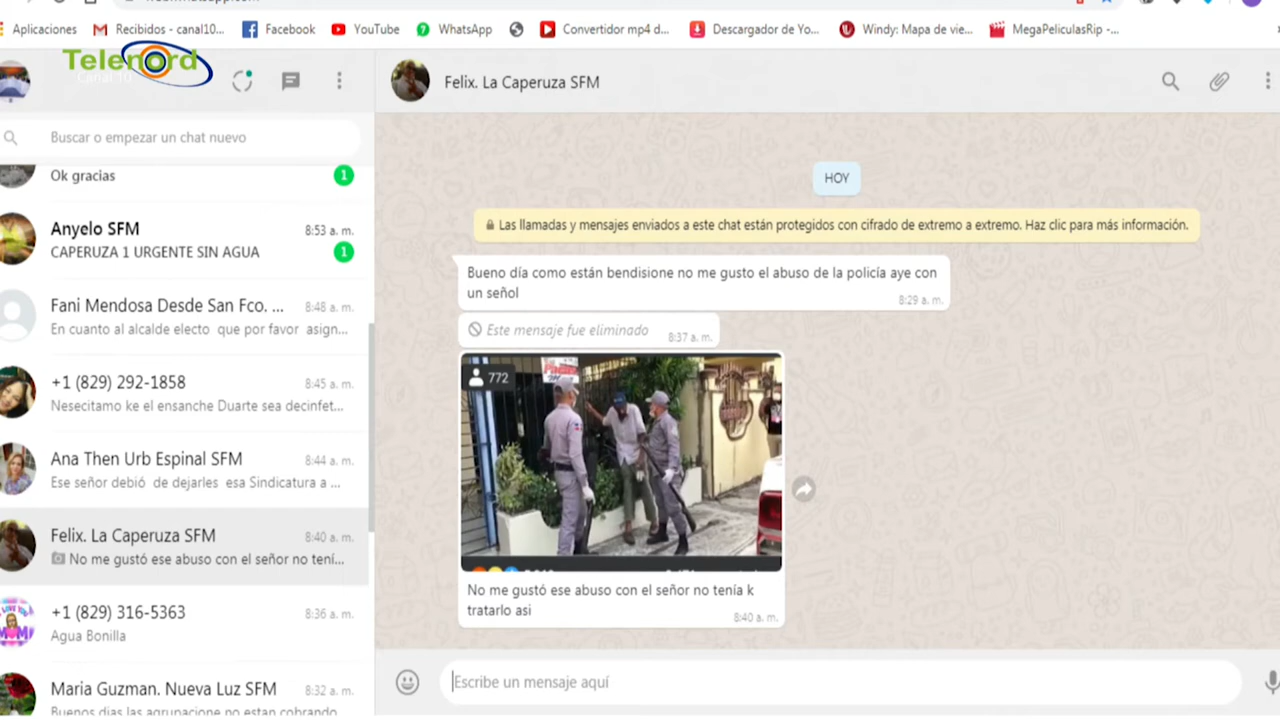 Aplicaciones
Recibidos - canal10...
Facebook
YouTube
WhatsApp
Convertidor mp4 d...
Descargador de Yo...
Windy: Mapa de vie...
MegaPeliculasRip -...
Telenord
Canal 10
Felix. La Caperuza SFM
Buscar o empezar un chat nuevo
Ok gracias
1
Anyelo SFM
8:53 a. m.
CAPERUZA 1 URGENTE SIN AGUA
1
Fani Mendosa Desde San Fco. ...
8:48 a. m.
En cuanto al alcalde electo que por favor asign...
+1 (829) 292-1858
8:45 a. m.
Nesecitamo ke el ensanche Duarte sea decinfet...
Ana Then Urb Espinal SFM
8:44 a. m.
Ese señor debió de dejarles esa Sindicatura a ...
Felix. La Caperuza SFM
8:40 a. m.
No me gustó ese abuso con el señor no tení...
+1 (829) 316-5363
8:36 a. m.
Agua Bonilla
Maria Guzman. Nueva Luz SFM
8:32 a. m.
Buenos dias las agrupacione no estan cobrando
HOY
Las llamadas y mensajes enviados a este chat están protegidos con cifrado de extremo a extremo. Haz clic para más información.
Bueno día como están bendisione no me gusto el abuso de la policía aye con
un señol
8:29 a. m.
Este mensaje fue eliminado
8:37 a. m.
772
No me gustó ese abuso con el señor no tenía k
tratarlo asi
8:40 a. m.
Escribe un mensaje aquí